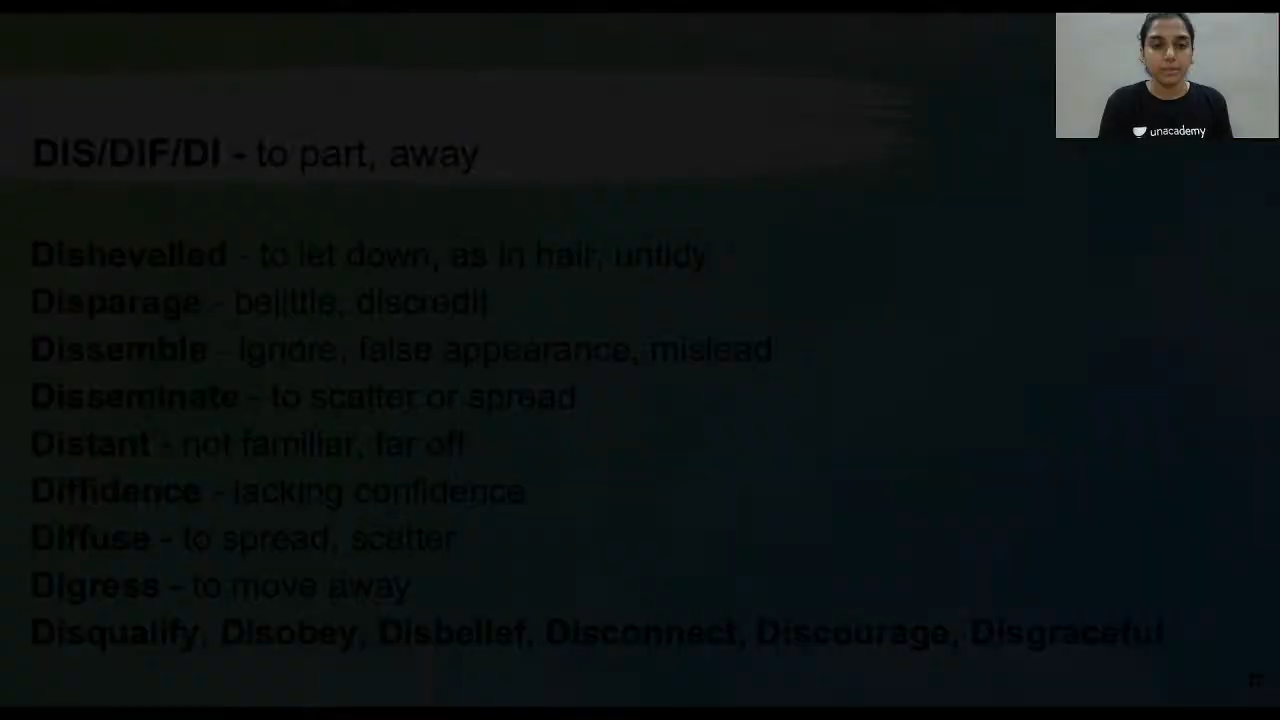 unacademy
DIS/DIF/DI - to part, away
Dishevelled - to let down, as in hair, untidy
Disparage - belittle, discredit
Dissemble - ignore, false appearance, mislead
Disseminate - to scatter or spread
Distant - not familiar, far off
Diffidence - lacking confidence
Diffuse - to spread, scatter
Digress - to move away
Disqualify, Disobey, Disbelief, Disconnect, Discourage, Disgraceful